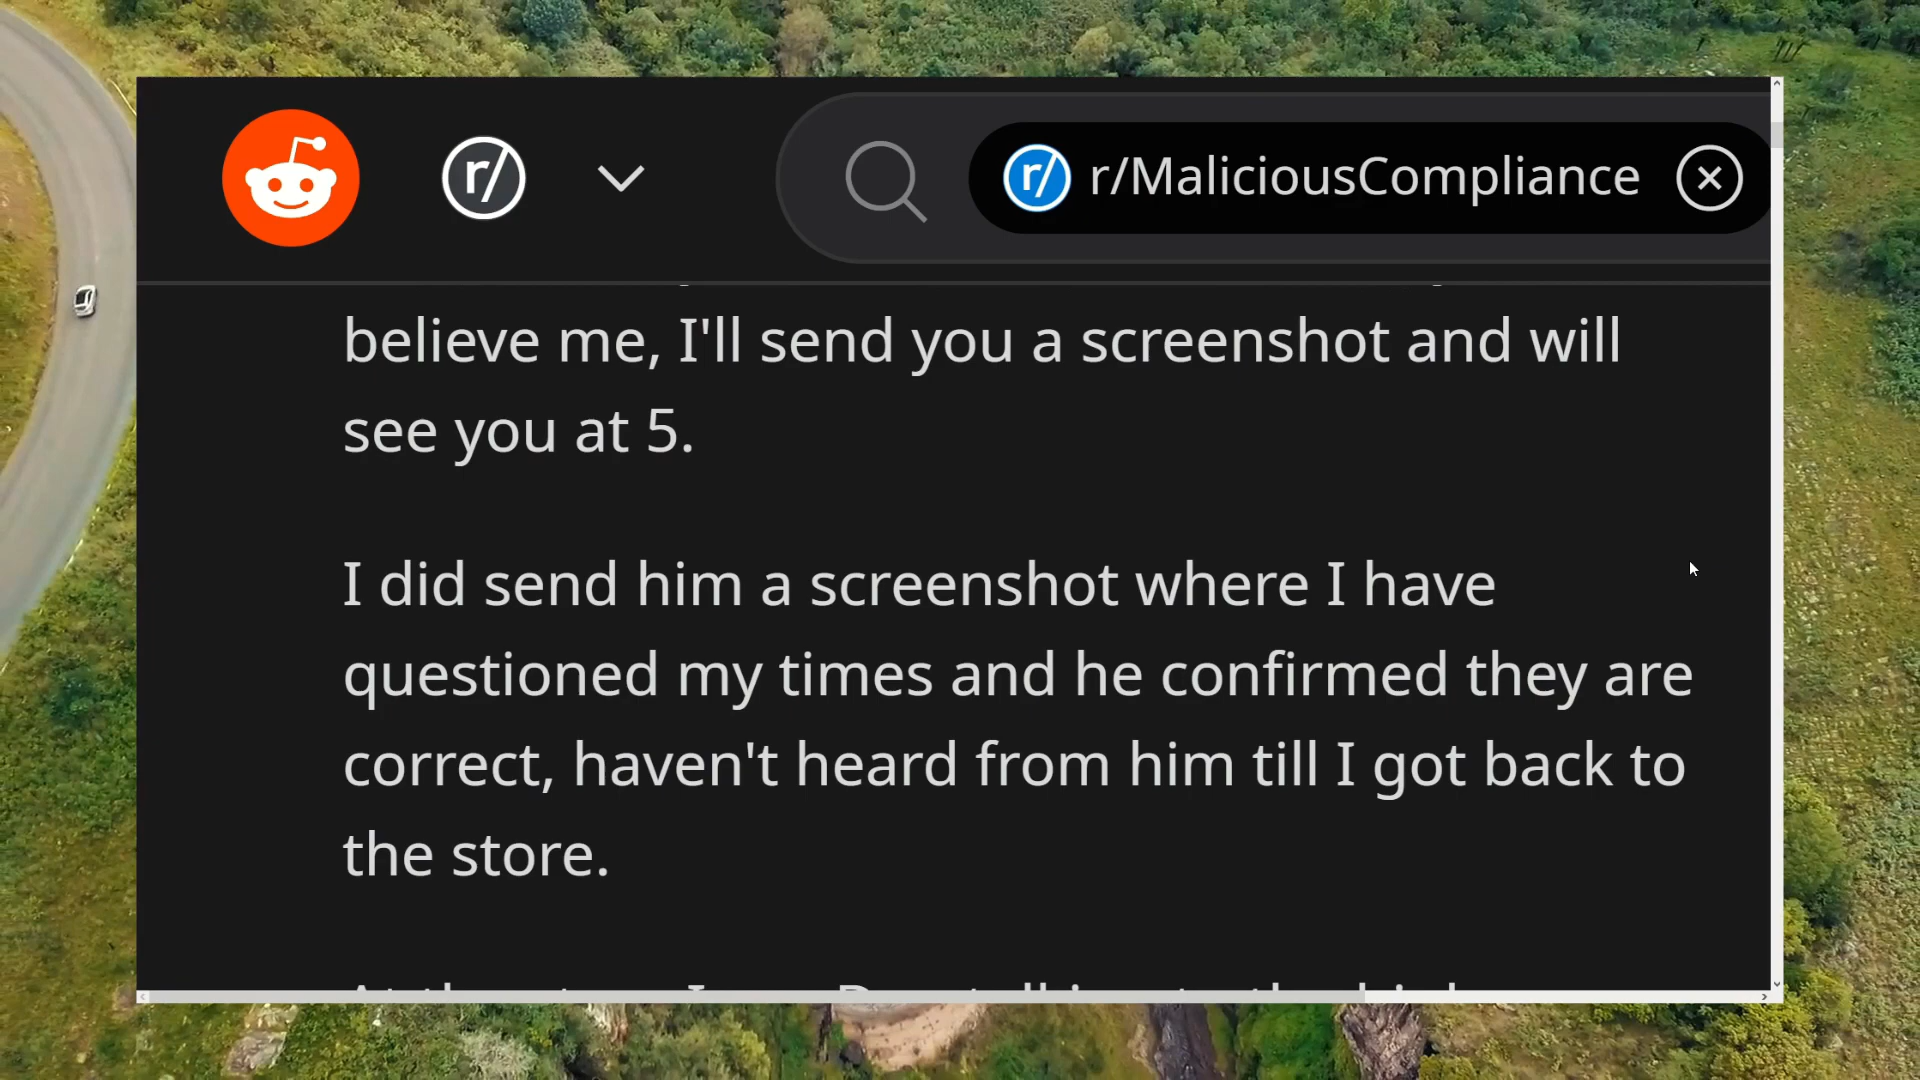 r/
r/ r/MaliciousCompliance
believe me, I'll send you a screenshot and will
see you at 5.
I did send him a screenshot where I have
questioned my times and he confirmed they are
correct, haven't heard from him till I got back to
the store.